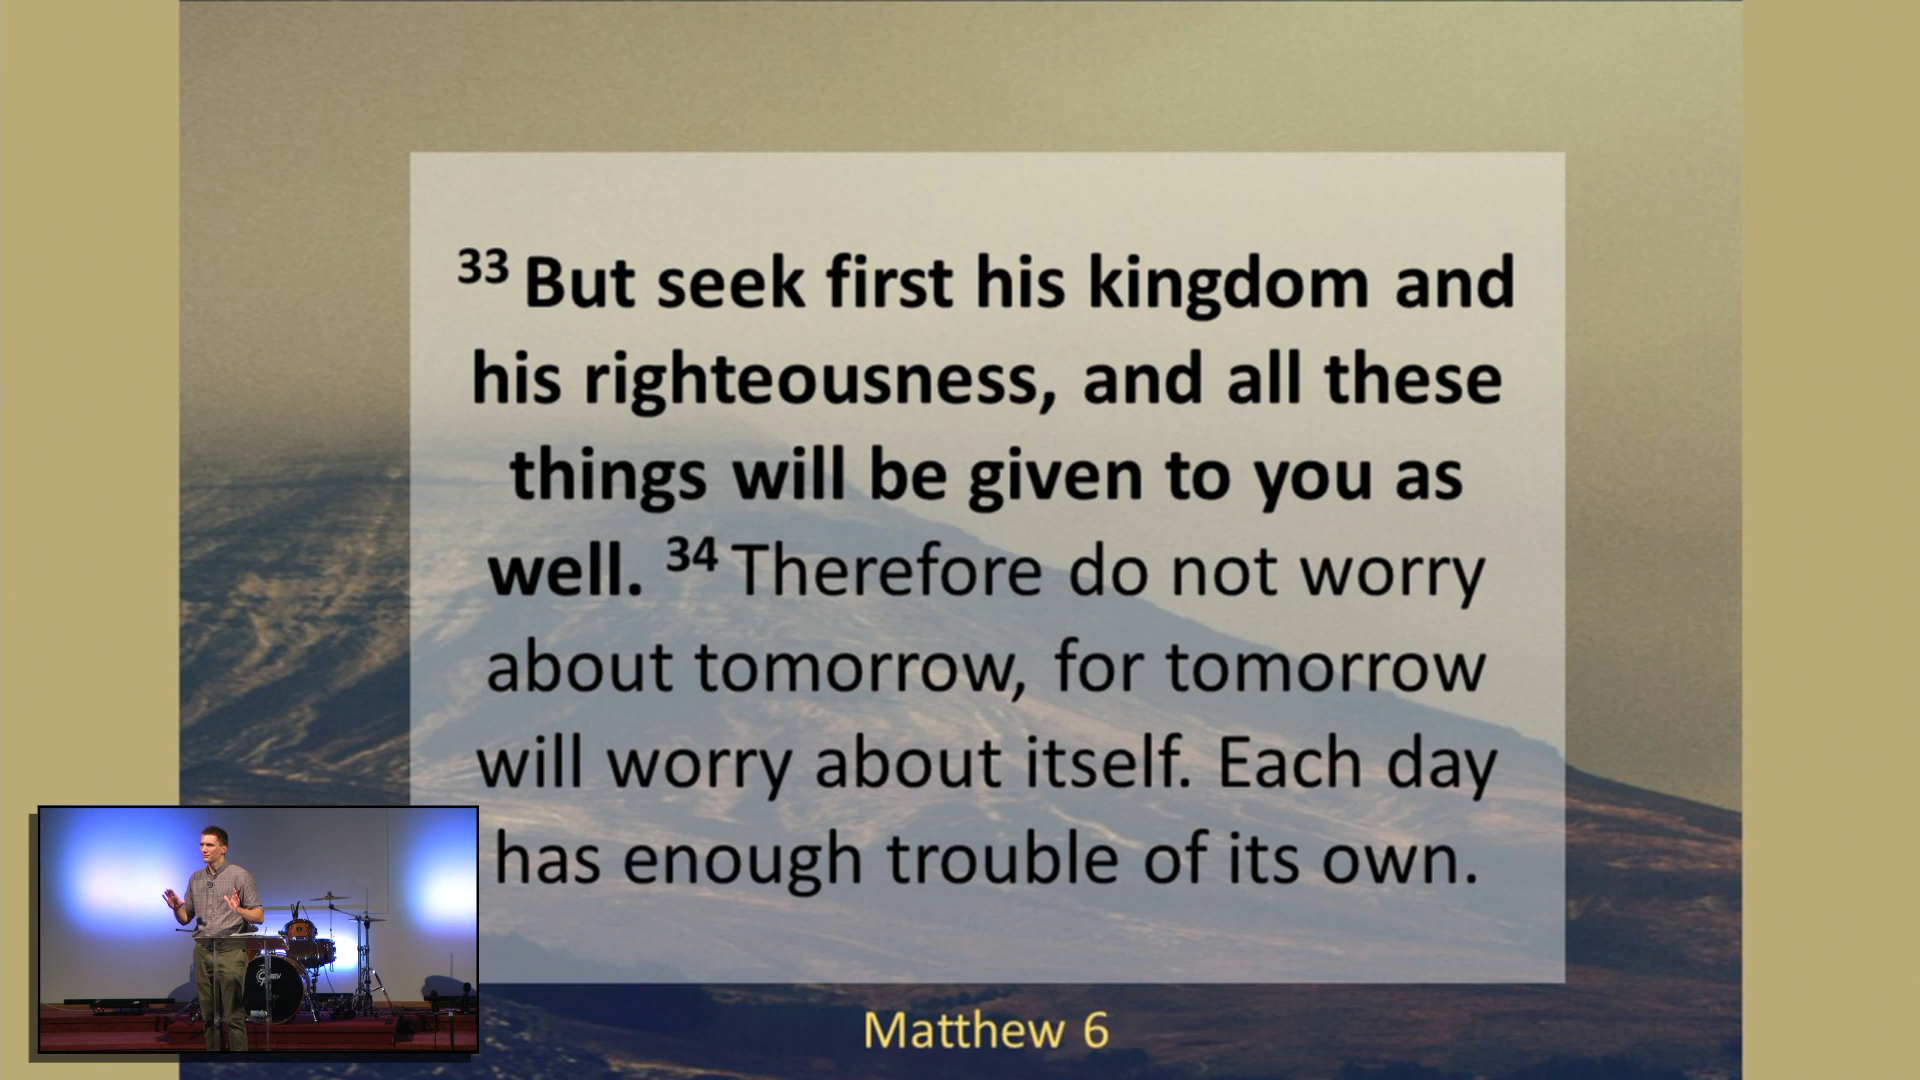 ³³ But seek first his kingdom and
his righteousness, and all these
things will be given to you as
well. ³⁴ Therefore do not worry
about tomorrow, for tomorrow
will worry about itself. Each day
has enough trouble of its own.
Matthew 6